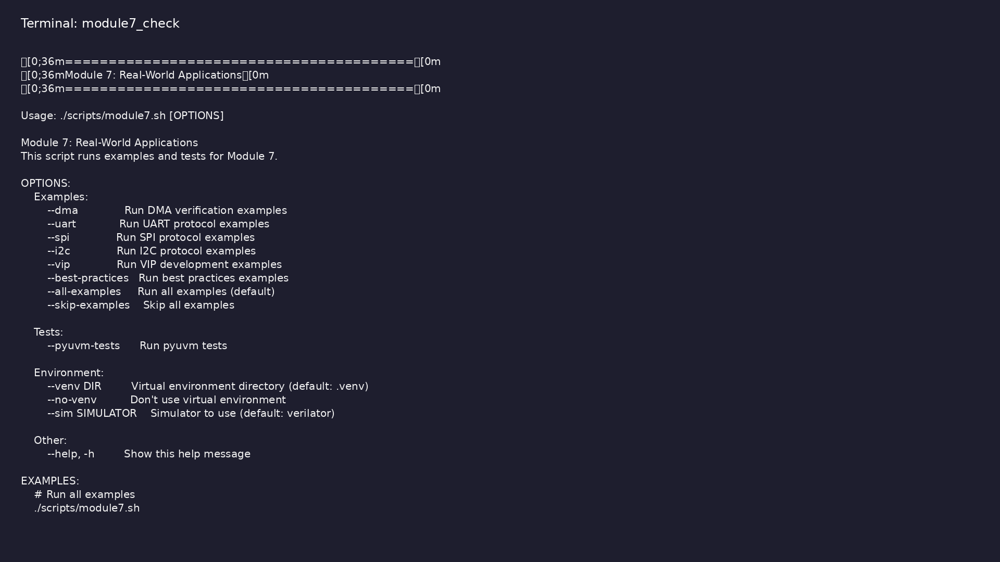 Terminal: module7_check
▯[0;36m========================================▯[0m
▯[0;36mModule 7: Real-World Applications▯[0m
▯[0;36m========================================▯[0m
Usage: ./scripts/module7.sh [OPTIONS]
Module 7: Real-World Applications
This script runs examples and tests for Module 7.
OPTIONS:
Examples:
--dma Run DMA verification examples
--uart Run UART protocol examples
--spi Run SPI protocol examples
--i2c Run I2C protocol examples
--vip Run VIP development examples
--best-practices Run best practices examples
--all-examples Run all examples (default)
--skip-examples Skip all examples
Tests:
--pyuvm-tests Run pyuvm tests
Environment:
--venv DIR Virtual environment directory (default: .venv)
--no-venv Don't use virtual environment
--sim SIMULATOR Simulator to use (default: verilator)
Other:
--help, -h Show this help message
EXAMPLES:
# Run all examples
./scripts/module7.sh